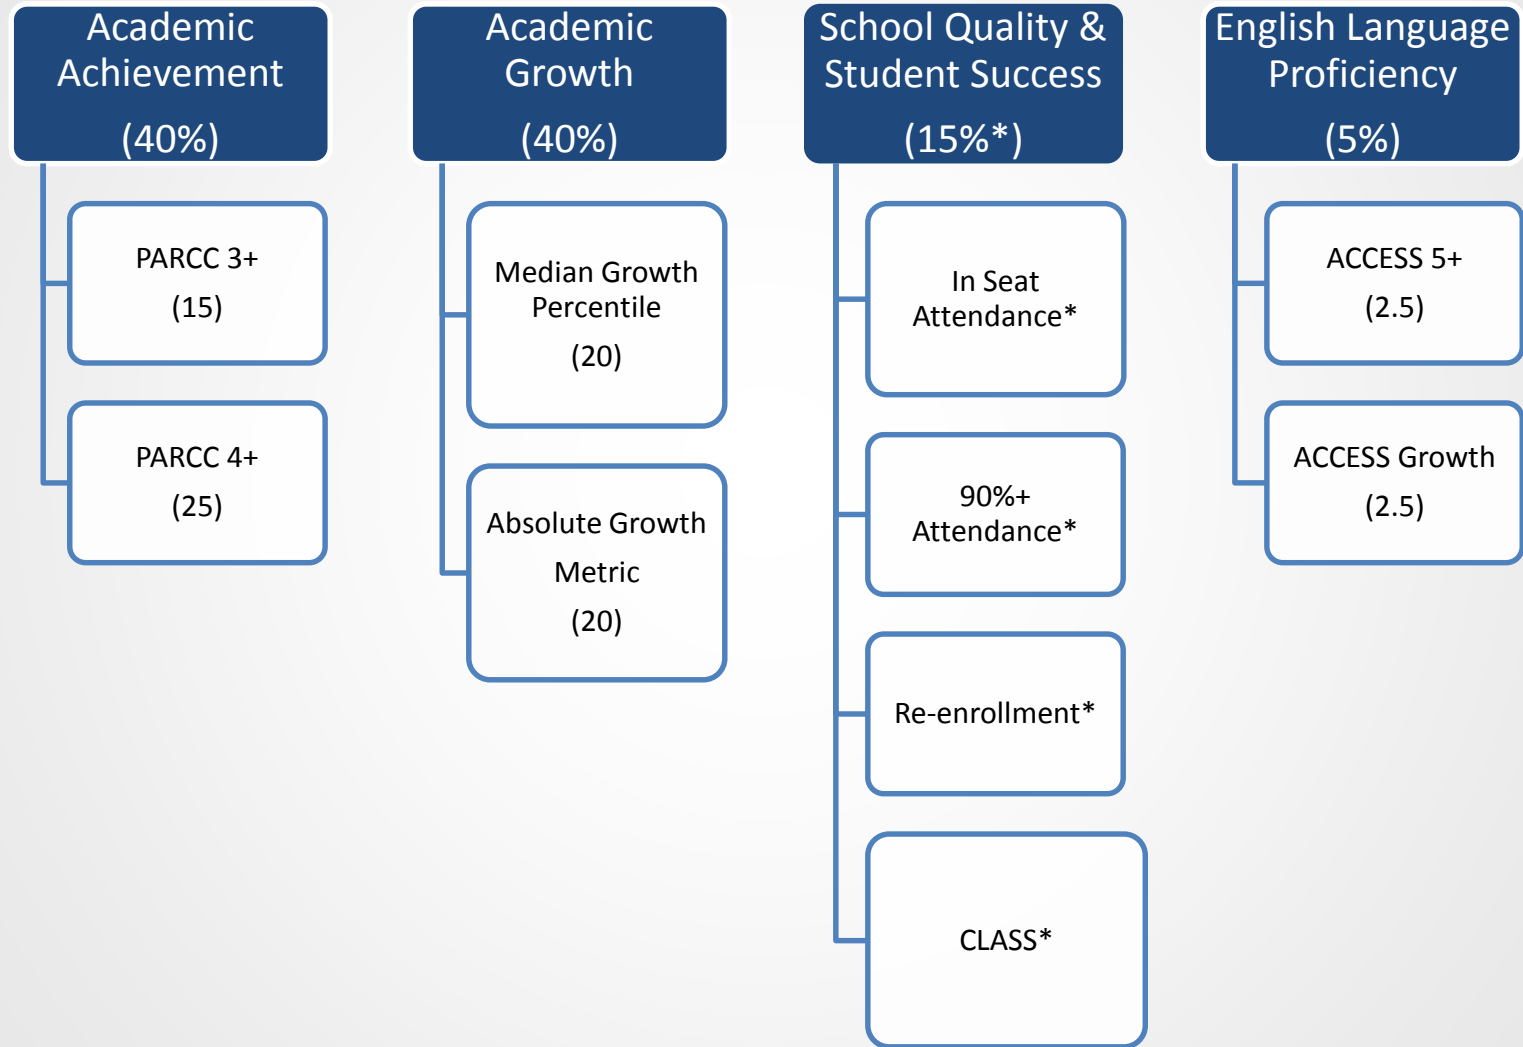 Academic
Achievement
(40%)
PARCC 3+
(15)
PARCC 4+
(25)
Academic
Growth
(40%)
Median Growth
Percentile
(20)
Absolute Growth
Metric
(20)
School Quality &
Student Success
(15%*)
In Seat
Attendance*
90%+
Attendance*
Re-enrollment*
CLASS*
English Language
Proficiency
(5%)
ACCESS 5+
(2.5)
ACCESS Growth
(2.5)